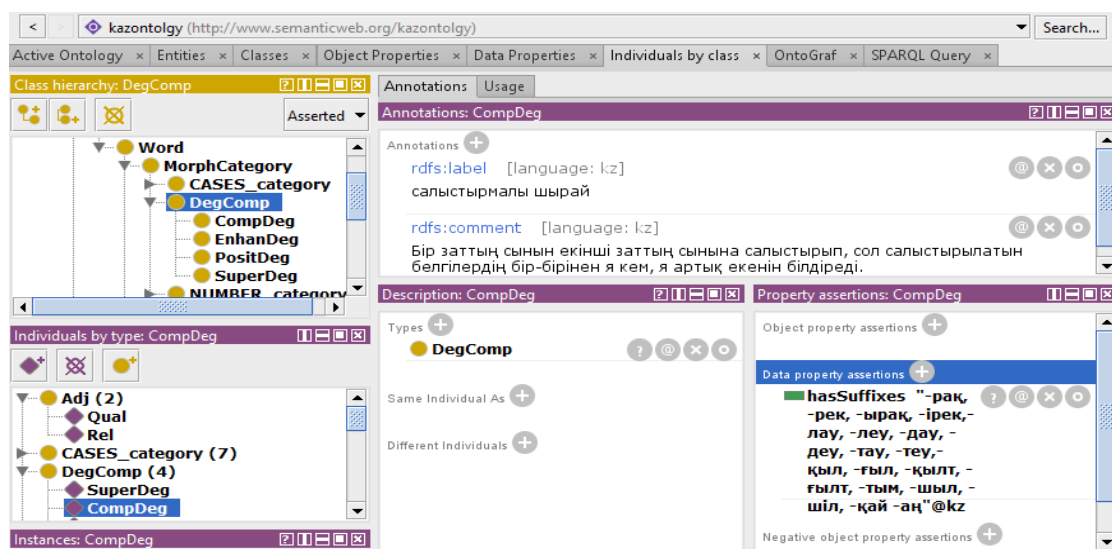 kazontolgy (http://www.semanticweb.org/kazontolgy)
Search...
Active Ontology × Entities × Classes × Object Properties × Data Properties × Individuals by class × OntoGraf × SPARQL Query ×
Class hierarchy: DegComp
Asserted
Word
MorphCategory
CASES_category
DegComp
CompDeg
EnhanDeg
PositDeg
SuperDeg
NUMBER_category
Individuals by type: CompDeg
Adj (2)
Qual
Rel
CASES_category (7)
DegComp (4)
SuperDeg
CompDeg
Instances: CompDeg
Annotations Usage
Annotations: CompDeg
Annotations
rdfs:label [language: kz]
салыстырмалы шырай
rdfs:comment [language: kz]
Бір заттың сынын екінші заттың сынына салыстырып, сол салыстырылатын
белгілердің бір-бірінен я кем, я артық екенін білдіреді.
Description: CompDeg
Types
DegComp
Same Individual As
Different Individuals
Property assertions: CompDeg
Object property assertions
Data property assertions
hasSuffixes "-рақ,
-рек, -ырақ, -ірек,-
лау, -леу, -дау, -
деу, -тау, -теу,-
қыл, -ғыл, -қылт, -
ғылт, -тым, -шыл, -
шіл, -қай -аң"@kz
Negative object property assertions